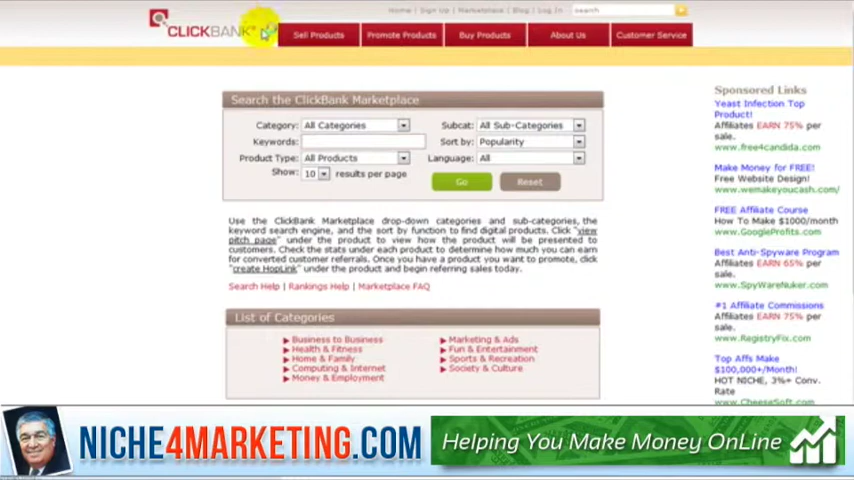 Home | Sign Up | Marketplace | Blog | Log In
search
CLICKBANK
Sell Products
Promote Products
Buy Products
About Us
Customer Service
Search the ClickBank Marketplace
Category: All Categories
Subcat: All Sub-Categories
Keywords:
Sort by: Popularity
Product Type: All Products
Language: All
Show: 10 results per page
Go
Reset
Use the ClickBank Marketplace drop-down categories and sub-categories, the
keyword search engine, and the sort by function to find digital products. Click "view
pitch page" under the product to view how the product will be presented to
customers. Check the stats under each product to determine how much you can earn
for converted customer referrals. Once you have a product you want to promote, click
"create HopLink" under the product and begin referring sales today.
Search Help | Rankings Help | Marketplace FAQ
List of Categories
Business to Business
Health & Fitness
Home & Family
Computing & Internet
Money & Employment
Marketing & Ads
Fun & Entertainment
Sports & Recreation
Society & Culture
Sponsored Links
Yeast Infection Top
Product!
Affiliates EARN 75% per
sale.
www.free4candida.com
Make Money for FREE!
Free Website Design!
www.wemakeyoucash.com/
FREE Affiliate Course
How To Make $1000/month
www.GoogleProfits.com
Best Anti-Spyware Program
Affiliates EARN 65% per
sale.
www.SpyWareNuker.com
#1 Affiliate Commissions
Affiliates EARN 75% per
sale.
www.RegistryFix.com
Top Affs Make
$100,000+/Month!
HOT NICHE, 3%+ Conv.
Rate
www.CheeseSoft.com
NICHE4MARKETING.COM
Helping You Make Money OnLine